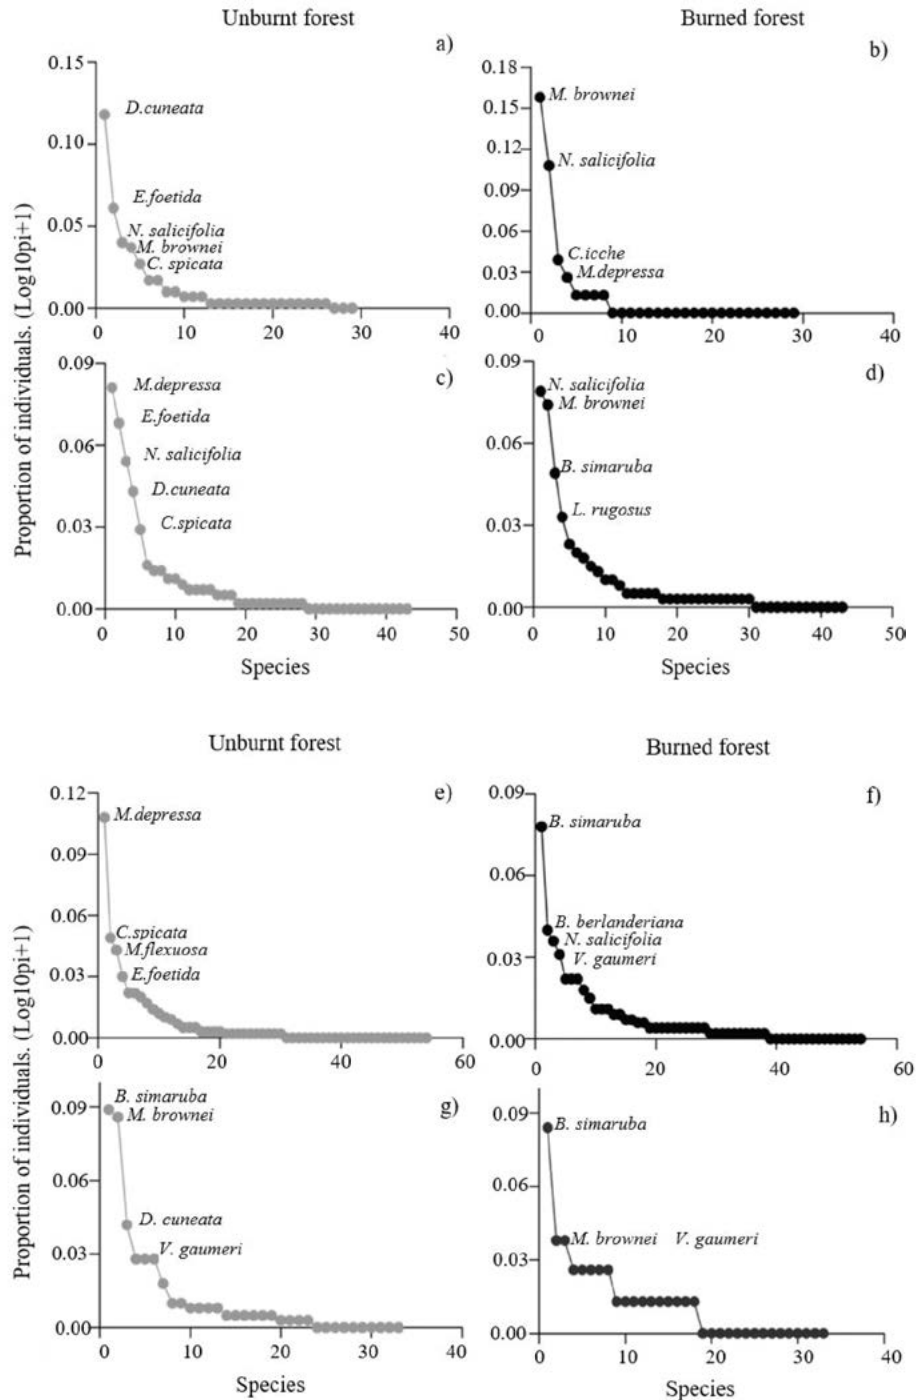 Unburnt forest
Burned forest
a)
b)
0.15
0.10
0.05
0.00
0
10
20
30
40
D.cuneata
E.foetida
N. salicifolia
M. brownei
C. spicata
0.18
0.15
0.12
0.09
0.06
0.03
0.00
0
10
20
30
40
M. brownei
N. salicifolia
C.icche
M.depressa
Proportion of individuals. (Log10pi+1)
c)
0.09
0.06
0.03
0.00
0
10
20
30
40
50
M.depressa
E.foetida
N. salicifolia
D.cuneata
C.spicata
Species
d)
0.09
0.06
0.03
0.00
0
10
20
30
40
50
N. salicifolia
M. brownei
B. simaruba
L. rugosus
Species
Unburnt forest
Burned forest
e)
0.12
0.09
0.06
0.03
0.00
0
20
40
60
M.depressa
C.spicata
M.flexuosa
E.foetida
f)
0.09
0.06
0.03
0.00
0
20
40
60
B. simaruba
B. berlanderiana
N. salicifolia
V. gaumeri
Proportion of individuals. (Log10pi+1)
g)
0.09
0.06
0.03
0.00
0
10
20
30
40
B. simaruba
M. brownei
D. cuneata
V. gaumeri
Species
h)
0.09
0.06
0.03
0.00
0
10
20
30
40
B. simaruba
M. brownei V. gaumeri
Species